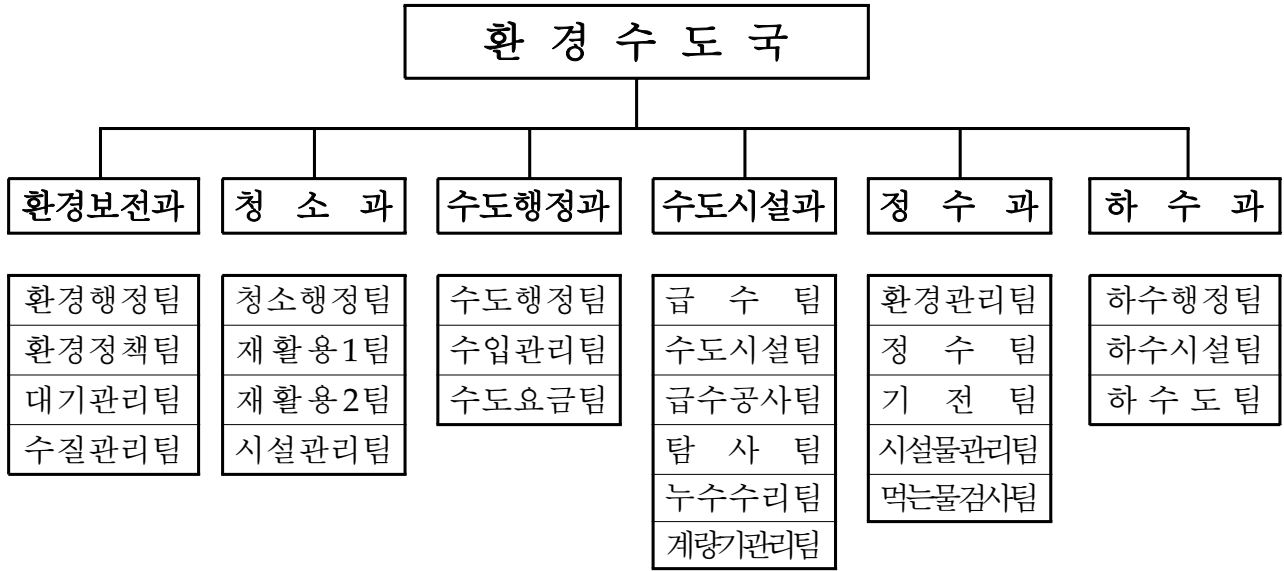 환 경 수 도 국
환경보전과 청 소 과 수도행정과 수도시설과 정 수 과 하 수 과
환경행정팀 청소행정팀 수도행정팀 급 수 팀 환경관리팀 하수행정팀
환경정책팀 재활용1팀 수입관리팀 수도시설팀 정 수 팀 하수시설팀
대기관리팀 재활용2팀 수도요금팀 급수공사팀 기 전 팀 하수도팀
수질관리팀 시설관리팀 탐 사 팀 시설물관리팀
누수수리팀 먹는물검사팀
계량기관리팀